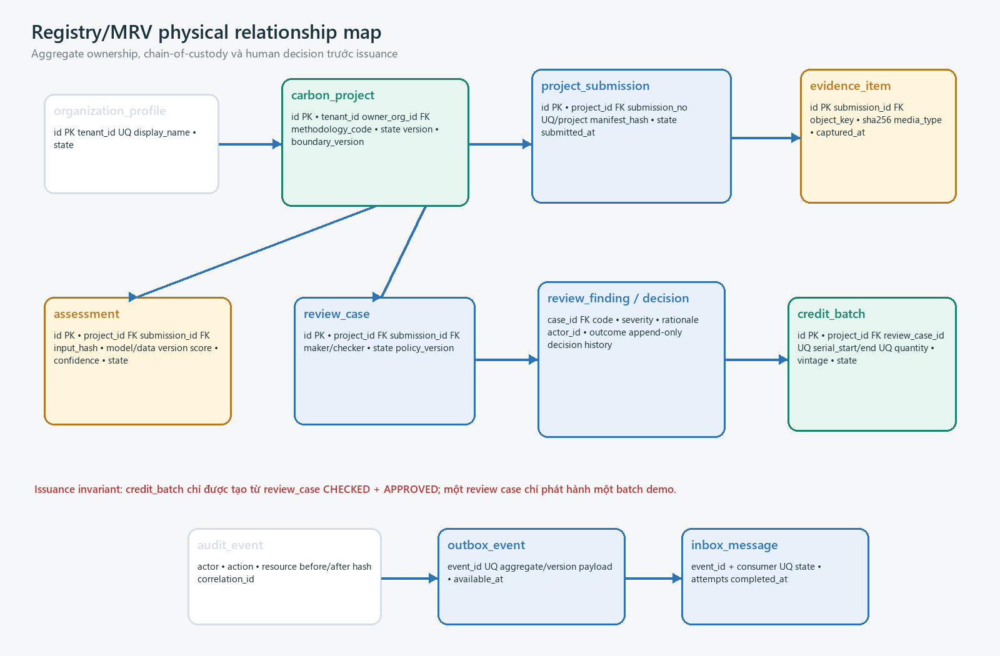 Registry/MRV physical relationship map
Aggregate ownership, chain-of-custody và human decision trước issuance
organization_profile
id PK tenant_id UQ display_name •
state
carbon_project
id PK • tenant_id owner_org_id FK
methodology_code • state version •
boundary_version
project_submission
id PK • project_id FK submission_no
UQ/project manifest_hash • state
submitted_at
evidence_item
id PK submission_id FK
object_key • sha256 media_type
• captured_at
assessment
id PK • project_id FK submission_id FK
input_hash • model/data version score •
confidence • state
review_case
id PK • project_id FK submission_id FK
maker/checker • state policy_version
review_finding / decision
case_id FK code • severity • rationale
actor_id • outcome append-only
decision history
credit_batch
id PK • project_id FK review_case_id
UQ serial_start/end UQ quantity •
vintage • state
Issuance invariant: credit_batch chỉ được tạo từ review_case CHECKED + APPROVED; một review case chỉ phát hành một batch demo.
audit_event
actor • action • resource before/after hash
correlation_id
outbox_event
event_id UQ aggregate/version payload
• available_at
inbox_message
event_id + consumer UQ state •
attempts completed_at